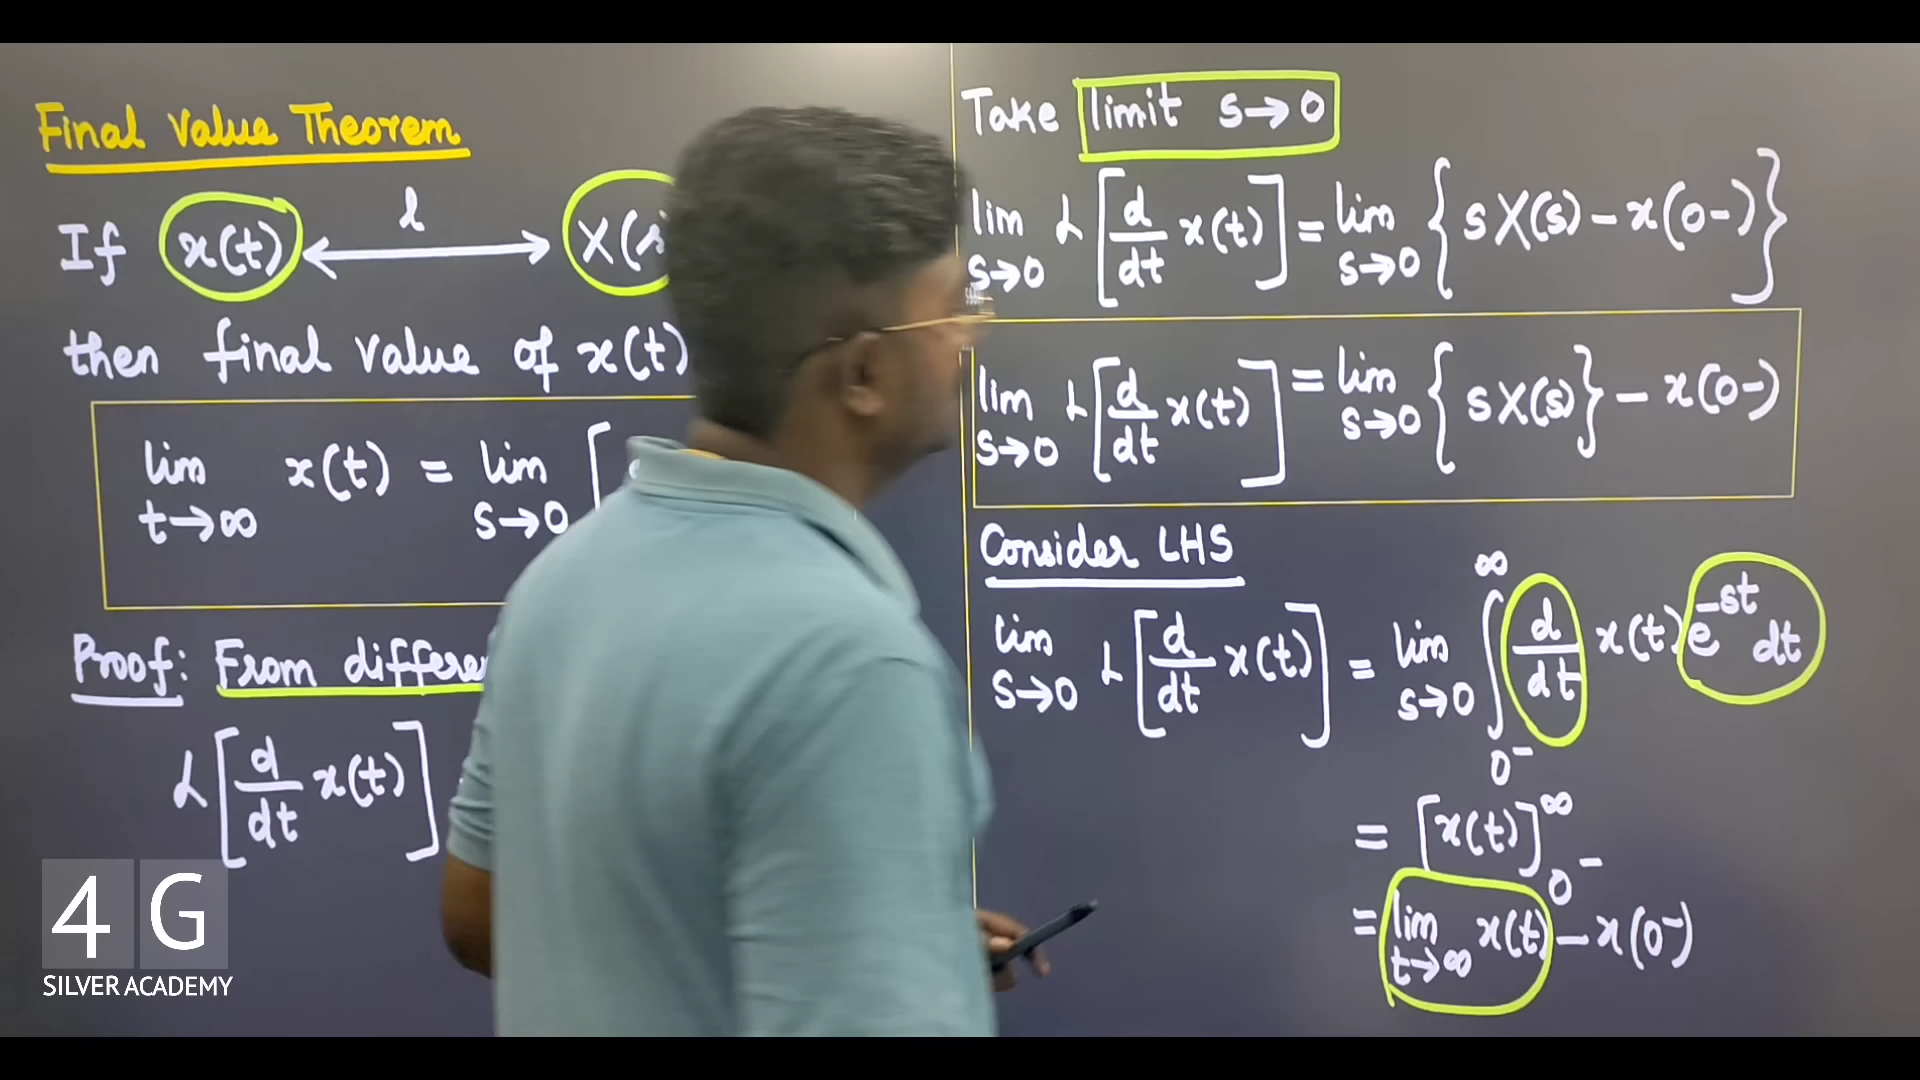 Final Value Theorem
If x(t) ⟷ X(s
L
then final value of x(t)
lim x(t) = lim [
t→∞ s→0
Proof: From differe
L[d/dt x(t)]
4G
SILVER ACADEMY
Take limit s→0
lim L[d/dt x(t)] = lim { sX(s) – x(0-) }
s→0 s→0
lim L[d/dt x(t)] = lim { sX(s) } – x(0-)
s→0 s→0
Consider LHS
lim L[d/dt x(t)] = lim ∫ d/dt x(t) e^-st dt
s→0 s→0 0⁻ ∞
= [x(t)]_0⁻^∞
= lim x(t) – x(0⁻)
t→∞